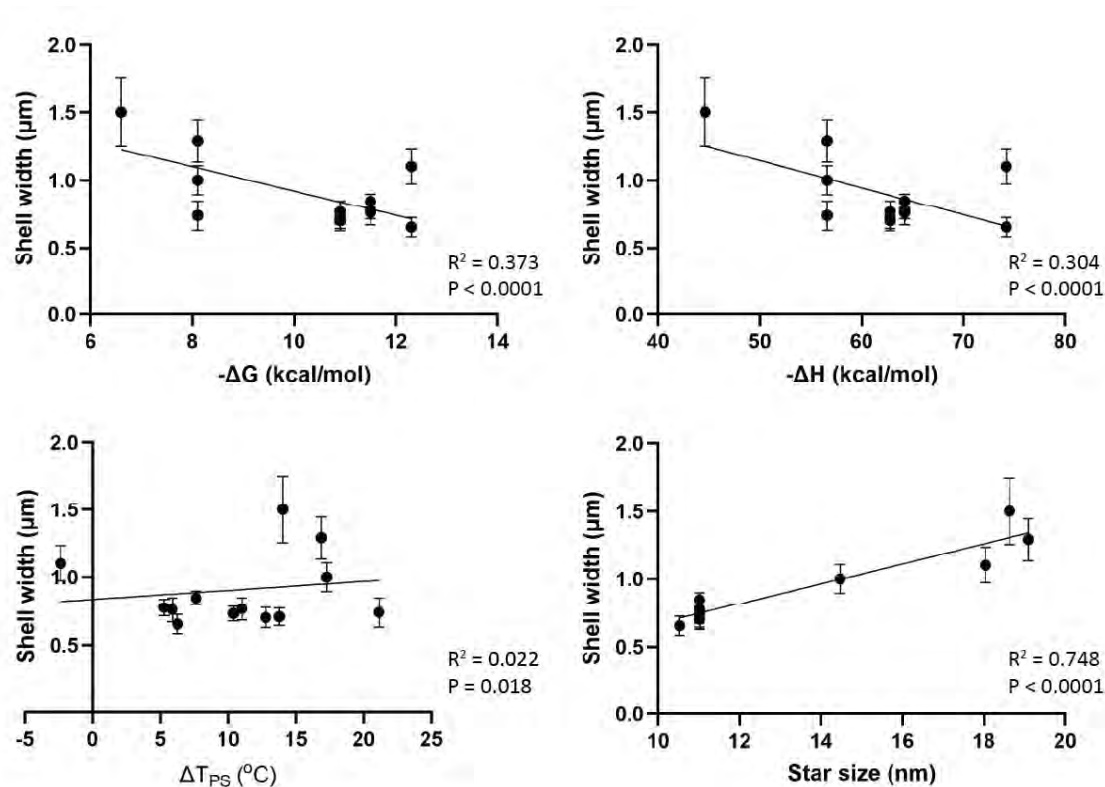 2.0
1.5
1.0
0.5
0.0
Shell width (µm)
6 8 10 12 14
-ΔG (kcal/mol)
R² = 0.373
P < 0.0001
2.0
1.5
1.0
0.5
0.0
Shell width (µm)
40 50 60 70 80
-ΔH (kcal/mol)
R² = 0.304
P < 0.0001
2.0
1.5
1.0
0.5
Shell width (µm)
-5 0 5 10 15 20 25
ΔT_PS (°C)
R² = 0.022
P = 0.018
2.0
1.5
1.0
0.5
0.0
Shell width (µm)
10 12 14 16 18 20
Star size (nm)
R² = 0.748
P < 0.0001